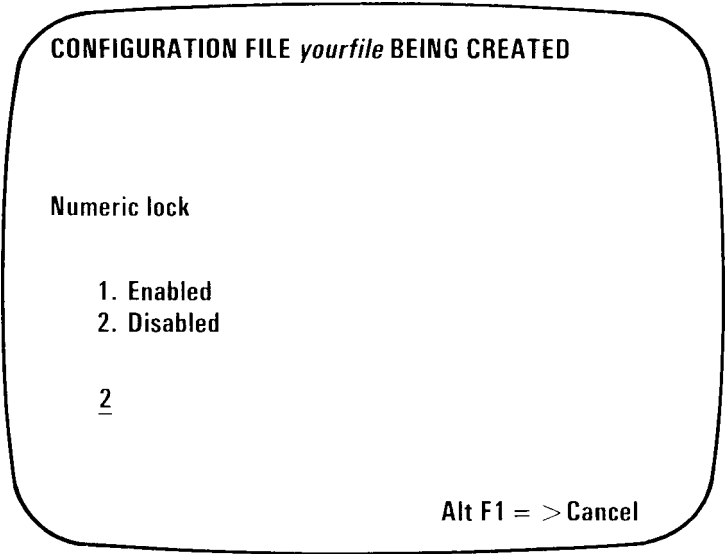 CONFIGURATION FILE yourfile BEING CREATED
Numeric lock
1. Enabled
2. Disabled
2
Alt F1 = > Cancel